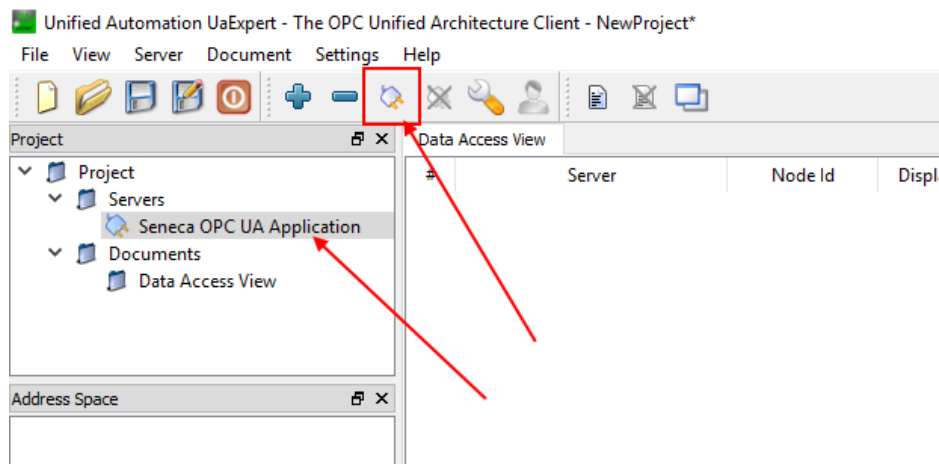 Unified Automation UaExpert - The OPC Unified Architecture Client - NewProject*
File View Server Document Settings Help
Project
Data Access View
# Server Node Id Displa
Project
Servers
Seneca OPC UA Application
Documents
Data Access View
Address Space